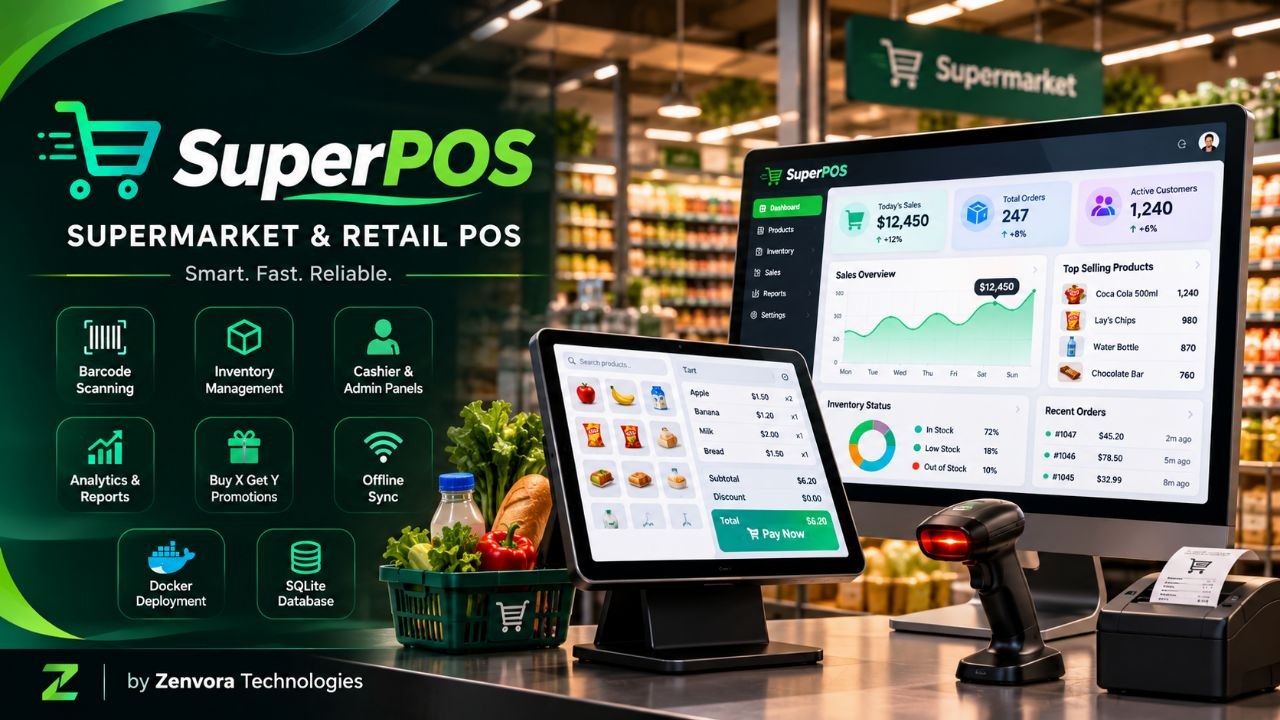 SuperPOS
SUPERMARKET & RETAIL POS
Smart. Fast. Reliable.
Barcode
Scanning
Inventory
Management
Cashier &
Admin Panels
Analytics &
Reports
Buy X Get Y
Promotions
Offline
Sync
Docker
Deployment
SQLite
Database
by Zenvora Technologies
Supermarket
SuperPOS
Dashboard
Products
Inventory
Sales
Reports
Settings
Today's Sales
$12,450
+12%
Total Orders
247
+8%
Active Customers
1,240
+6%
Sales Overview
$12,450
Mon Tue Wed Thu Fri Sat Sun
Top Selling Products
Coca Cola 500ml 1,240
Lay's Chips 980
Water Bottle 870
Chocolate Bar 760
Inventory Status
In Stock 72%
Low Stock 18%
Out of Stock 10%
Recent Orders
#1047 $45.20 2m ago
#1046 $78.50 5m ago
#1045 $32.99 8m ago
Search products..
Tart
Apple $1.50 x2
Banana $1.20 x1
Milk $2.00 x1
Bread $1.50 x1
Subtotal $6.20
Discount $0.00
Total $6.20
Pay Now